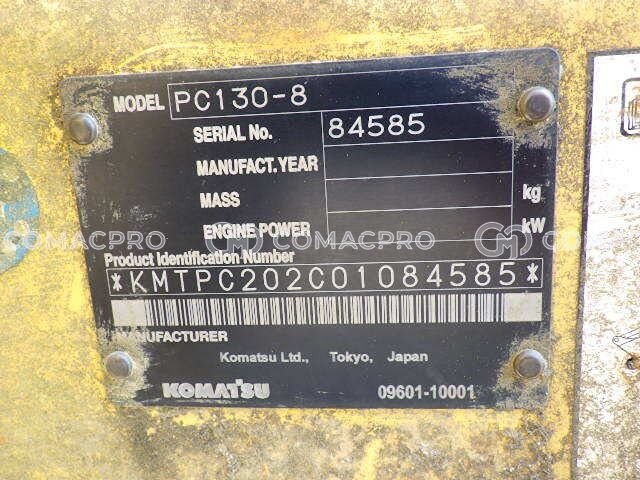 MODEL PC130-8
SERIAL No. 84585
MANUFACT. YEAR
MASS kg
ENGINE POWER kW
COMACPRO COMACPRO COM
Product Identification Number
*KMTPC202C01084585*
MANUFACTURER
Komatsu Ltd., Tokyo, Japan
KOMATSU 09601-10001